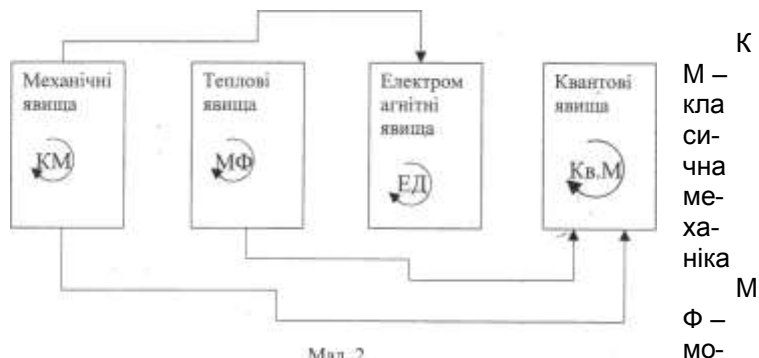 Механічні
явища
КМ
Теплові
явища
МФ
Електром
агнітні
явища
ЕД
Квантові
явища
Кв.М
Мал. 2
К
М –
кла
си-
чна
ме-
ха-
ніка
М
Ф –
мо-